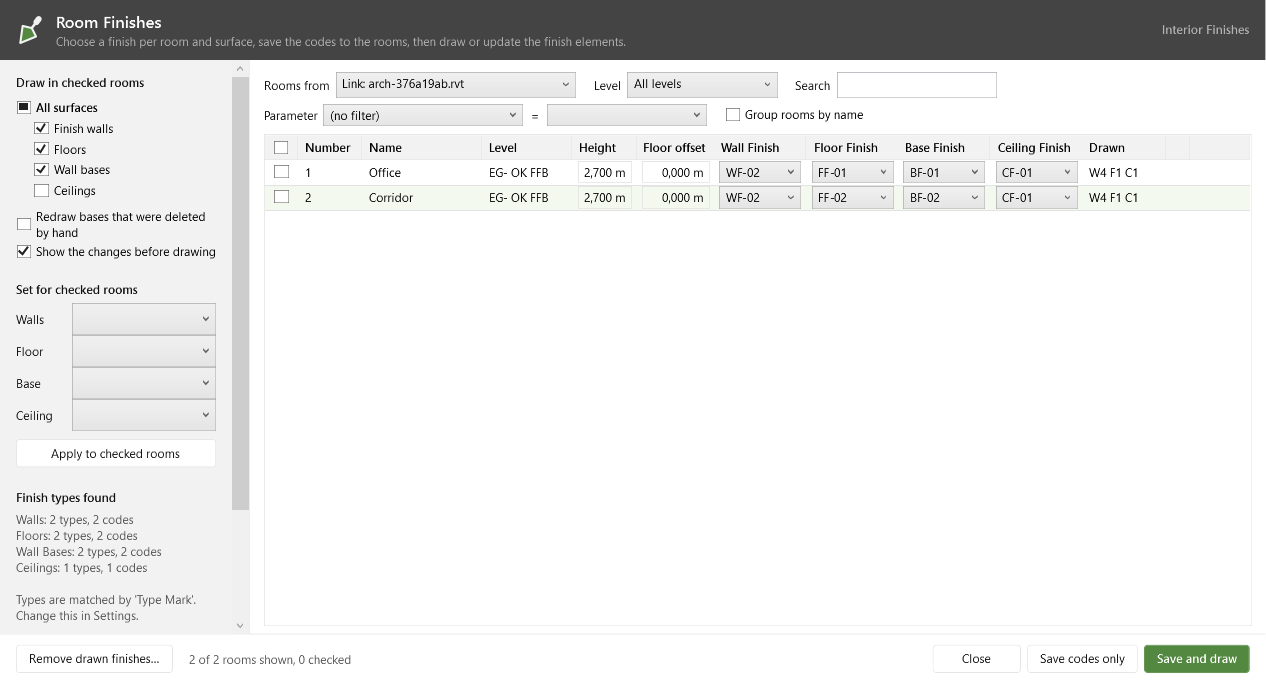 Room Finishes
Choose a finish per room and surface, save the codes to the rooms, then draw or update the finish elements.
Interior Finishes
Draw in checked rooms
All surfaces
Finish walls
Floors
Wall bases
Ceilings
Redraw bases that were deleted
by hand
Show the changes before drawing
Set for checked rooms
Walls
Floor
Base
Ceiling
Apply to checked rooms
Finish types found
Walls: 2 types, 2 codes
Floors: 2 types, 2 codes
Wall Bases: 2 types, 2 codes
Ceilings: 1 types, 1 codes
Types are matched by 'Type Mark'.
Change this in Settings.
Rooms from Link: arch-376a19ab.rvt Level All levels Search
Parameter (no filter) = Group rooms by name
Number Name Level Height Floor offset Wall Finish Floor Finish Base Finish Ceiling Finish Drawn
1 Office EG- OK FFB 2,700 m 0,000 m WF-02 FF-01 BF-01 CF-01 W4 F1 C1
2 Corridor EG- OK FFB 2,700 m 0,000 m WF-02 FF-02 BF-02 CF-01 W4 F1 C1
Remove drawn finishes... 2 of 2 rooms shown, 0 checked Close Save codes only Save and draw